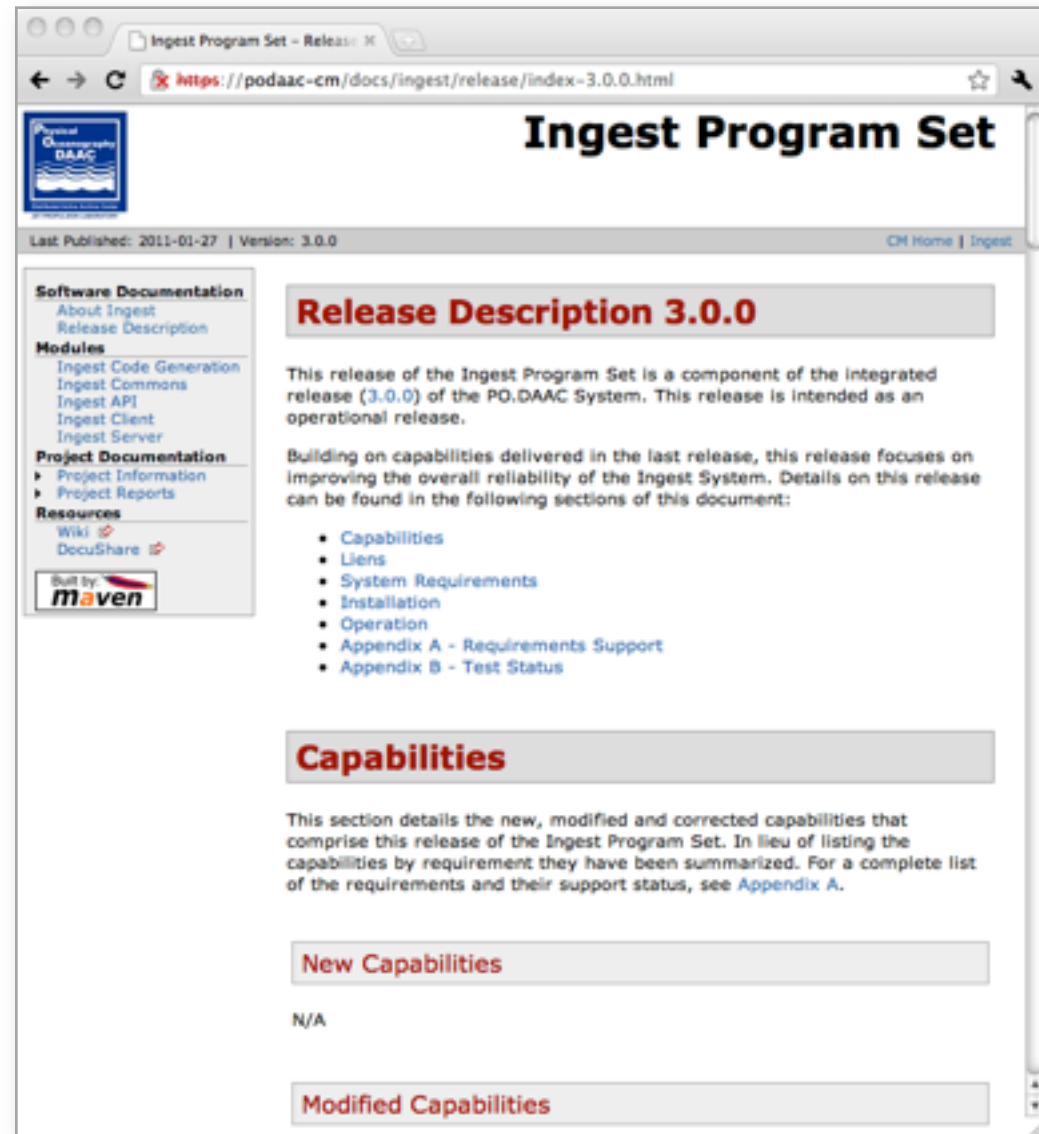 Ingest Program Set - Release
https://podaac-cm/docs/ingest/release/index-3.0.0.html
Physical
Oceanography
DAAC
Ingest Program Set
Last Published: 2011-01-27 | Version: 3.0.0
CM Home | Ingest
Software Documentation
About Ingest
Release Description
Modules
Ingest Code Generation
Ingest Commons
Ingest API
Ingest Client
Ingest Server
Project Documentation
Project Information
Project Reports
Resources
Wiki
DocuShare
Built by:
maven
Release Description 3.0.0
This release of the Ingest Program Set is a component of the integrated
release (3.0.0) of the PO.DAAC System. This release is intended as an
operational release.
Building on capabilities delivered in the last release, this release focuses on
improving the overall reliability of the Ingest System. Details on this release
can be found in the following sections of this document:
• Capabilities
• Liens
• System Requirements
• Installation
• Operation
• Appendix A - Requirements Support
• Appendix B - Test Status
Capabilities
This section details the new, modified and corrected capabilities that
comprise this release of the Ingest Program Set. In lieu of listing the
capabilities by requirement they have been summarized. For a complete list
of the requirements and their support status, see Appendix A.
New Capabilities
N/A
Modified Capabilities